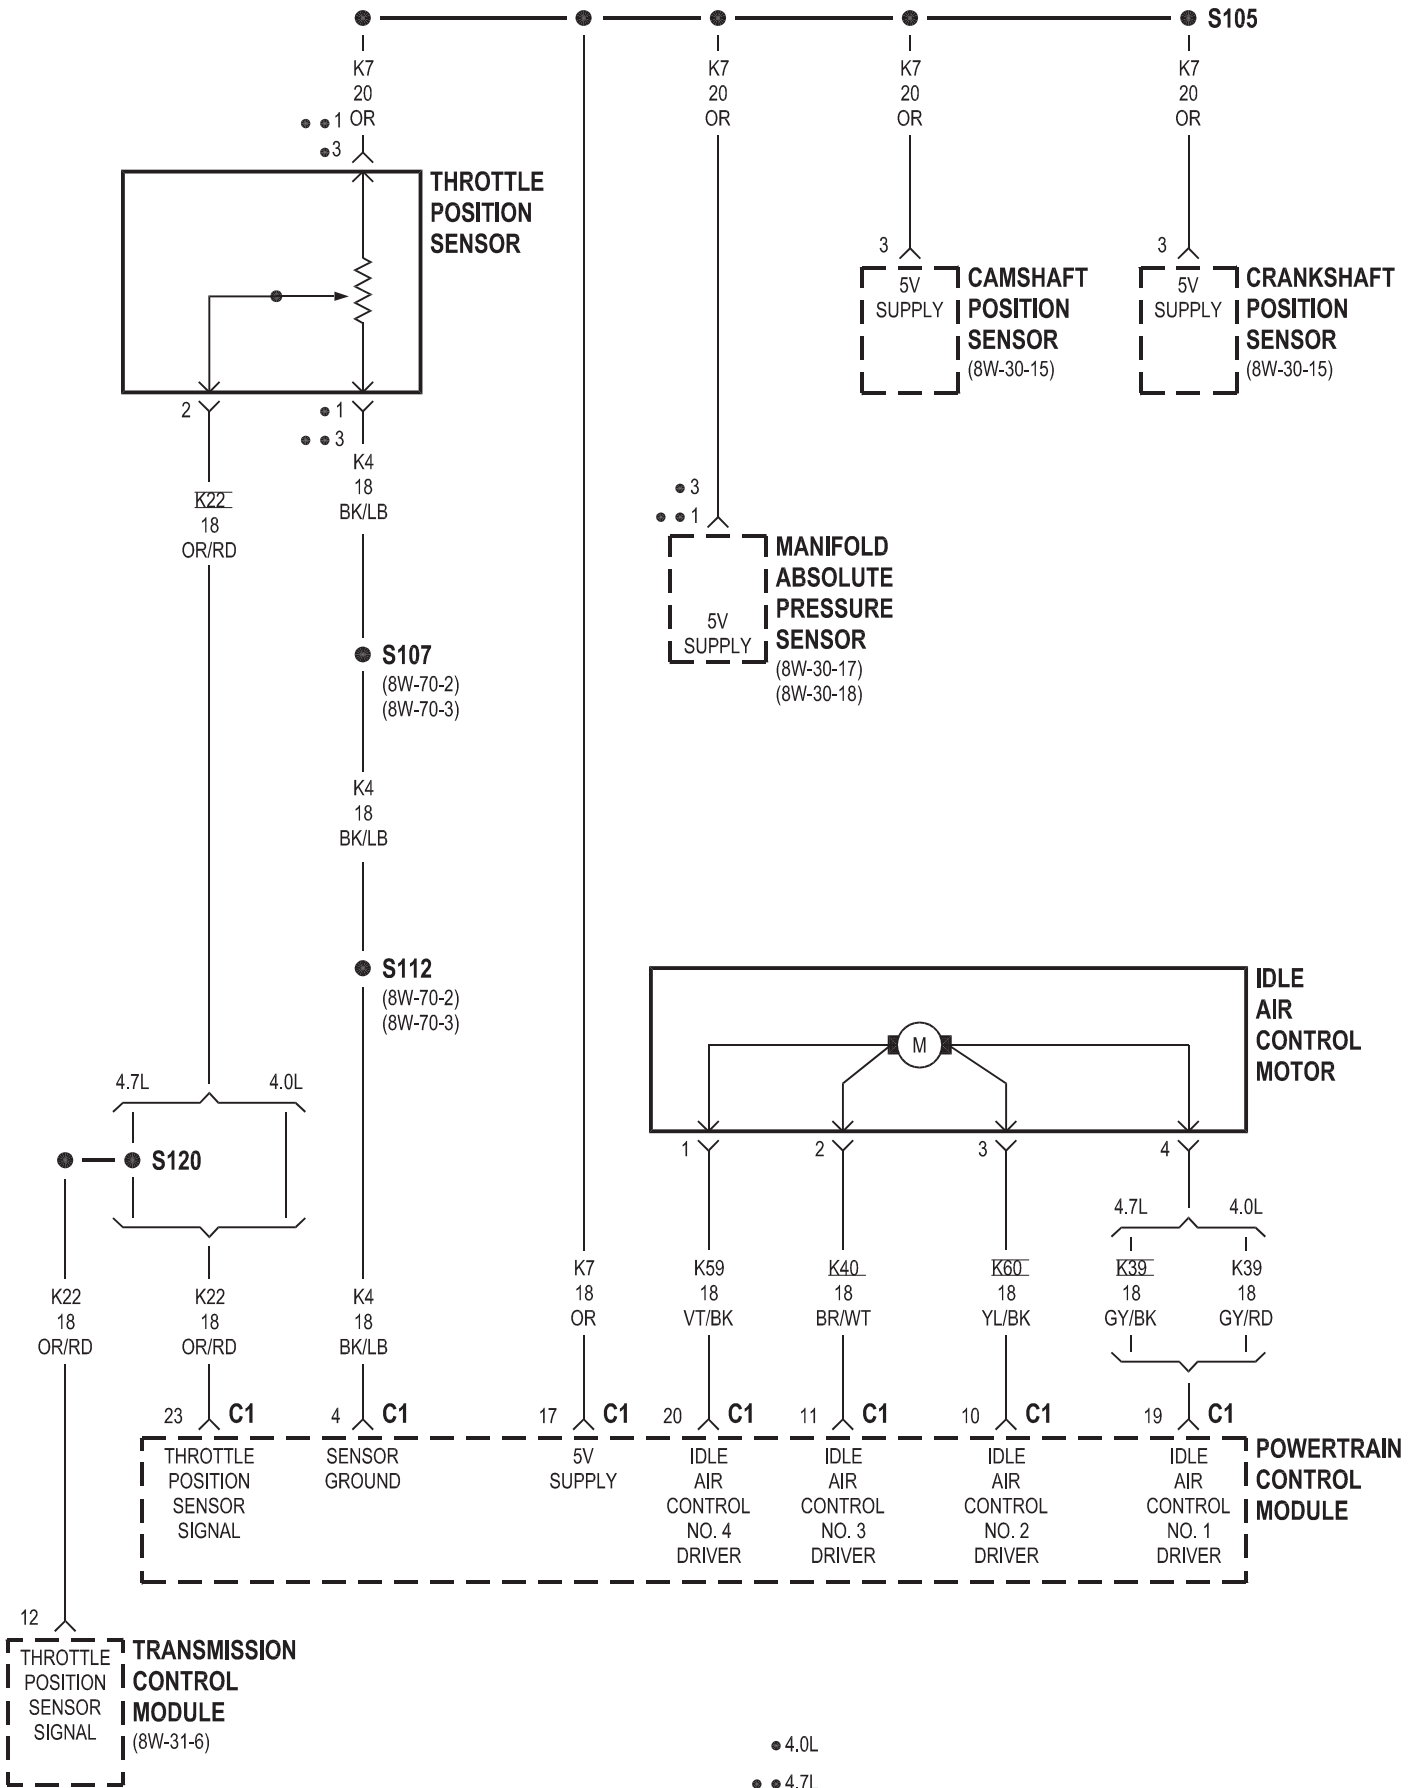 S105
K7
20
OR
K7
20
OR
K7
20
OR
K7
20
OR
1
3
THROTTLE
POSITION
SENSOR
2
1
3
K22
18
OR/RD
K4
18
BK/LB
3
5V
SUPPLY
CAMSHAFT
POSITION
SENSOR
(8W-30-15)
3
5V
SUPPLY
CRANKSHAFT
POSITION
SENSOR
(8W-30-15)
3
1
5V
SUPPLY
MANIFOLD
ABSOLUTE
PRESSURE
SENSOR
(8W-30-17)
(8W-30-18)
S107
(8W-70-2)
(8W-70-3)
K4
18
BK/LB
S112
(8W-70-2)
(8W-70-3)
IDLE
AIR
CONTROL
MOTOR
M
1
2
3
4
4.7L
4.0L
S120
4.7L
4.0L
K22
18
OR/RD
K22
18
OR/RD
K4
18
BK/LB
K7
18
OR
K59
18
VT/BK
K40
18
BR/WT
K60
18
YL/BK
K39
18
GY/BK
K39
18
GY/RD
23 C1
4 C1
17 C1
20 C1
11 C1
10 C1
19 C1
THROTTLE
POSITION
SENSOR
SIGNAL
SENSOR
GROUND
5V
SUPPLY
IDLE
AIR
CONTROL
NO. 4
DRIVER
IDLE
AIR
CONTROL
NO. 3
DRIVER
IDLE
AIR
CONTROL
NO. 2
DRIVER
IDLE
AIR
CONTROL
NO. 1
DRIVER
POWERTRAIN
CONTROL
MODULE
12
THROTTLE
POSITION
SENSOR
SIGNAL
TRANSMISSION
CONTROL
MODULE
(8W-31-6)
4.0L
4.7L